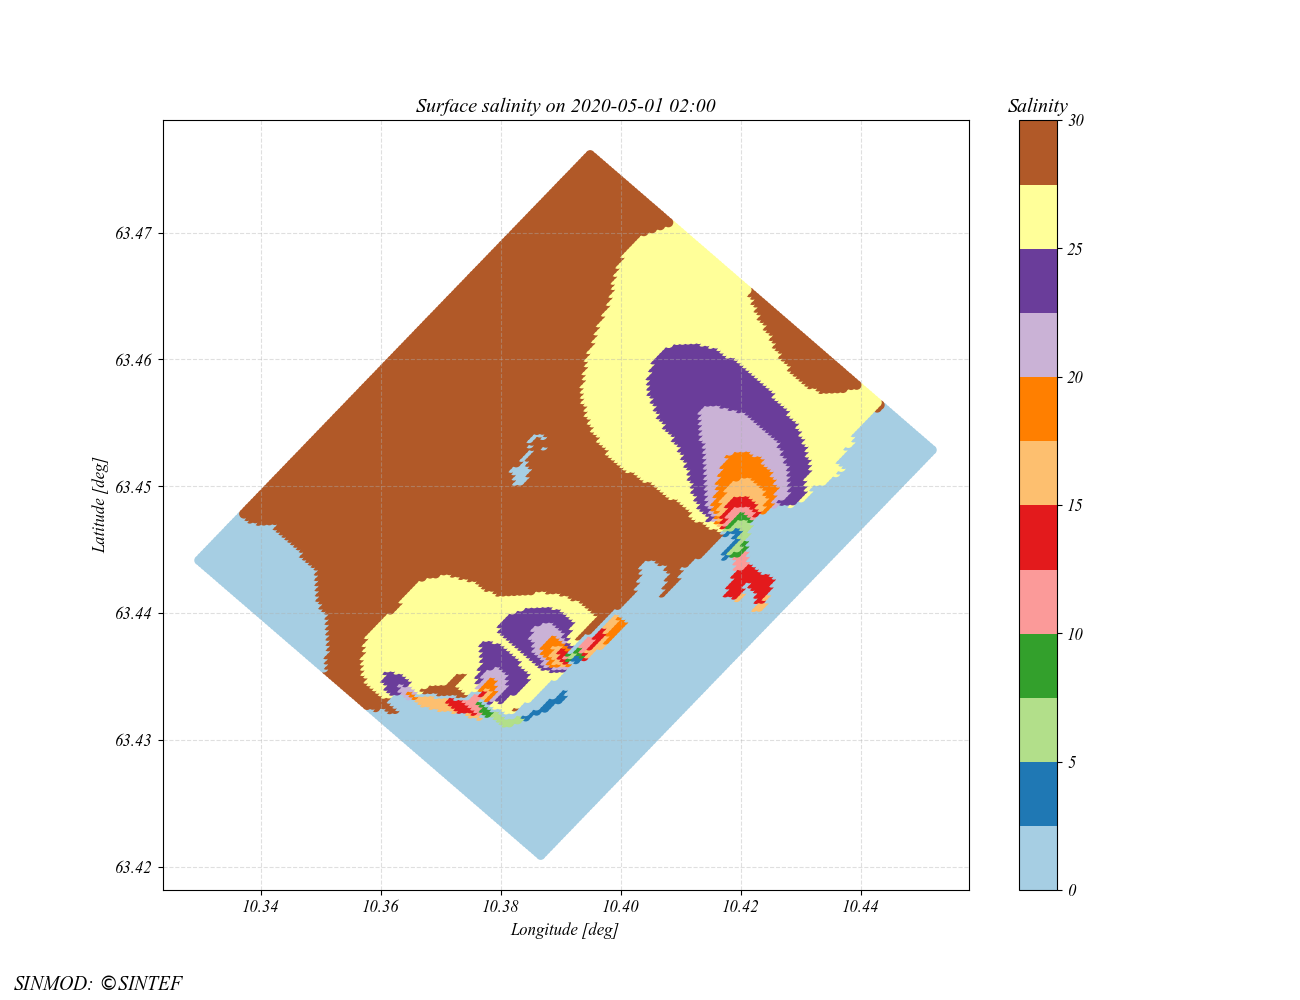 Surface salinity on 2020-05-01 02:00
Salinity
30
25
20
15
10
5
0
63.47
63.46
63.45
63.44
63.43
63.42
Latitude [deg]
10.34 10.36 10.38 10.40 10.42 10.44
Longitude [deg]
SINMOD: ©SINTEF